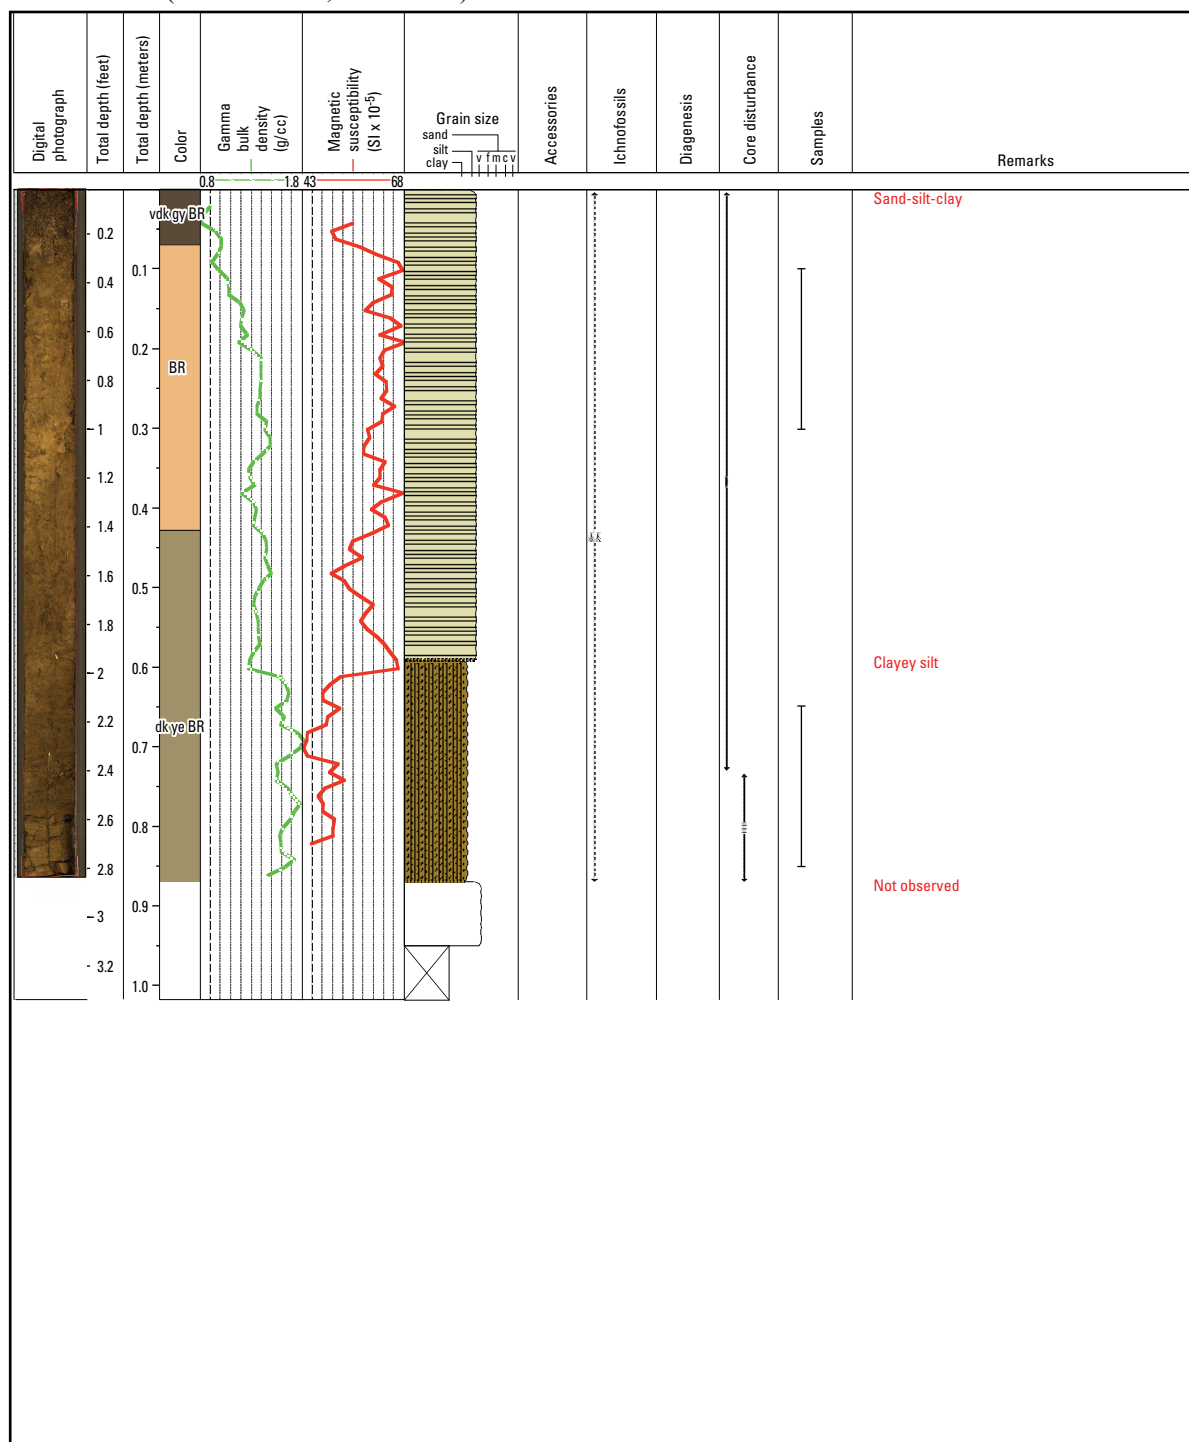 Digital
photograph
Total depth (feet)
Total depth (meters)
Color
Gamma
bulk
density
(g/cc)
Magnetic
susceptibility
(SI x 10-5)
Grain size
sand
silt
clay
v f m c v
Accessories
Ichnofossils
Diagenesis
Core disturbance
Samples
Remarks
0.8 1.8 43 68
Sand-silt-clay
vdk gy BR
0.2
0.1
0.4
0.6
0.2
BR
0.8
0.3
1
1.2
0.4
1.4
1.6
0.5
1.8
0.6
2
Clayey silt
2.2
dk ye BR
0.7
2.4
2.6
0.8
2.8
Not observed
0.9
3
3.2
1.0